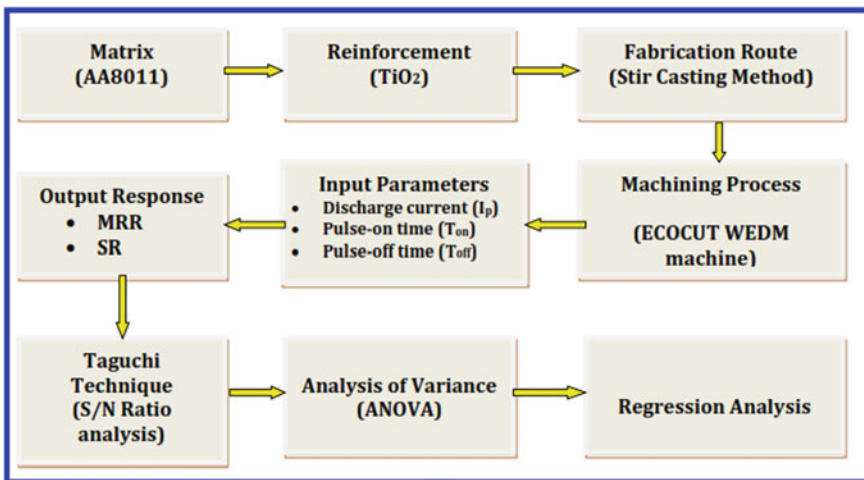 Matrix
(AA8011)
Reinforcement
(TiO₂)
Fabrication Route
(Stir Casting Method)
Machining Process
(ECOCUT WEDM
machine)
Input Parameters
• Discharge current (Iₚ)
• Pulse-on time (Tₒₙ)
• Pulse-off time (Tₒff)
Output Response
• MRR
• SR
Taguchi
Technique
(S/N Ratio
analysis)
Analysis of Variance
(ANOVA)
Regression Analysis